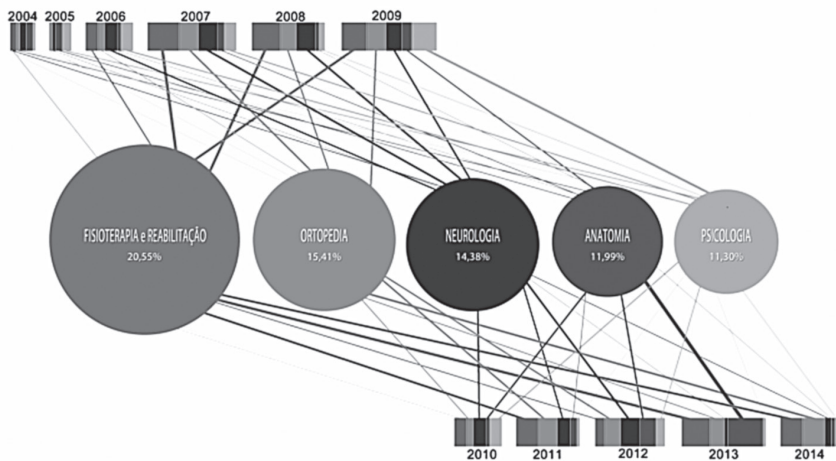 2004 2005 2006 2007 2008 2009
FISIOTERAPIA e REABILITAÇÃO
20,55%
ORTOPEDIA
15,41%
NEUROLOGIA
14,38%
ANATOMIA
11,99%
PSICOLOGIA
11,30%
2010 2011 2012 2013 2014